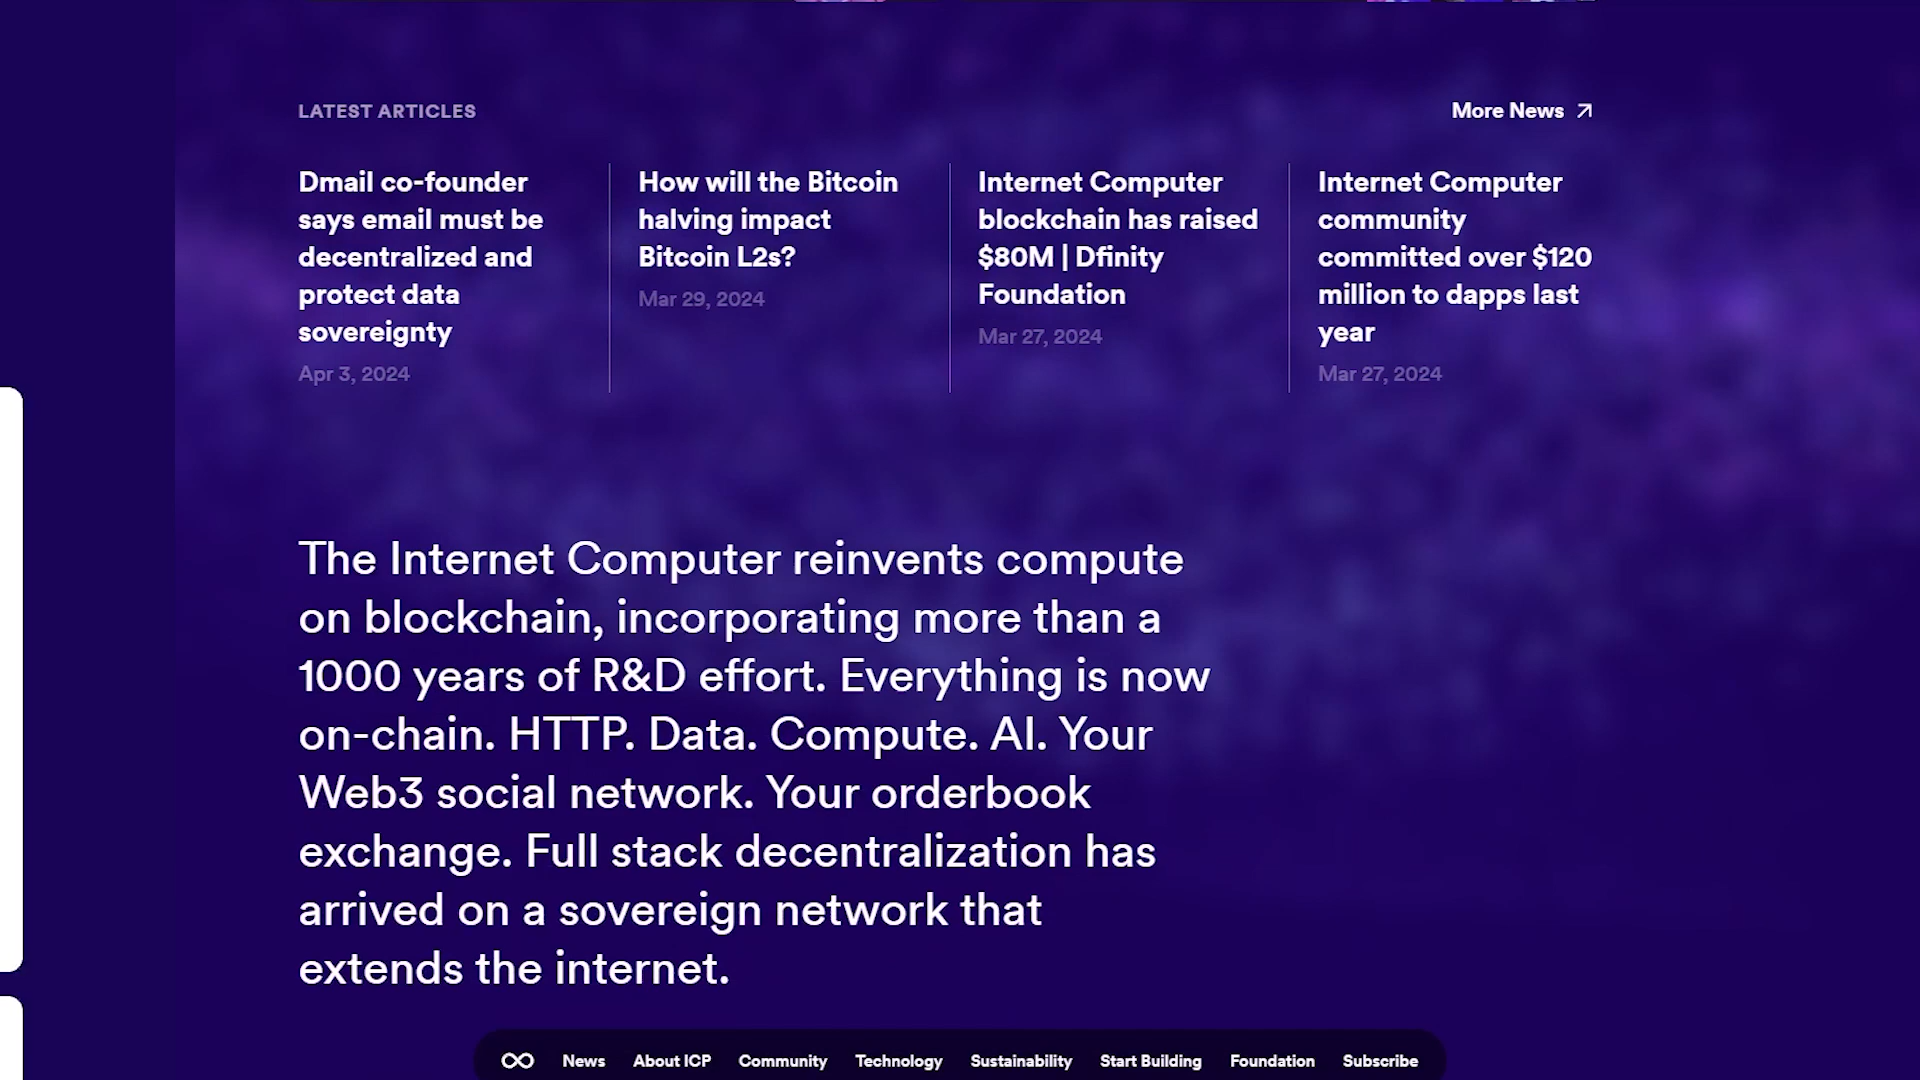 LATEST ARTICLES
More News
Dmail co-founder
says email must be
decentralized and
protect data
sovereignty
Apr 3, 2024
How will the Bitcoin
halving impact
Bitcoin L2s?
Mar 29, 2024
Internet Computer
blockchain has raised
$80M | Dfinity
Foundation
Mar 27, 2024
Internet Computer
community
committed over $120
million to dapps last
year
Mar 27, 2024
The Internet Computer reinvents compute
on blockchain, incorporating more than a
1000 years of R&D effort. Everything is now
on-chain. HTTP. Data. Compute. AI. Your
Web3 social network. Your orderbook
exchange. Full stack decentralization has
arrived on a sovereign network that
extends the internet.
News About ICP Community Technology Sustainability Start Building Foundation Subscribe